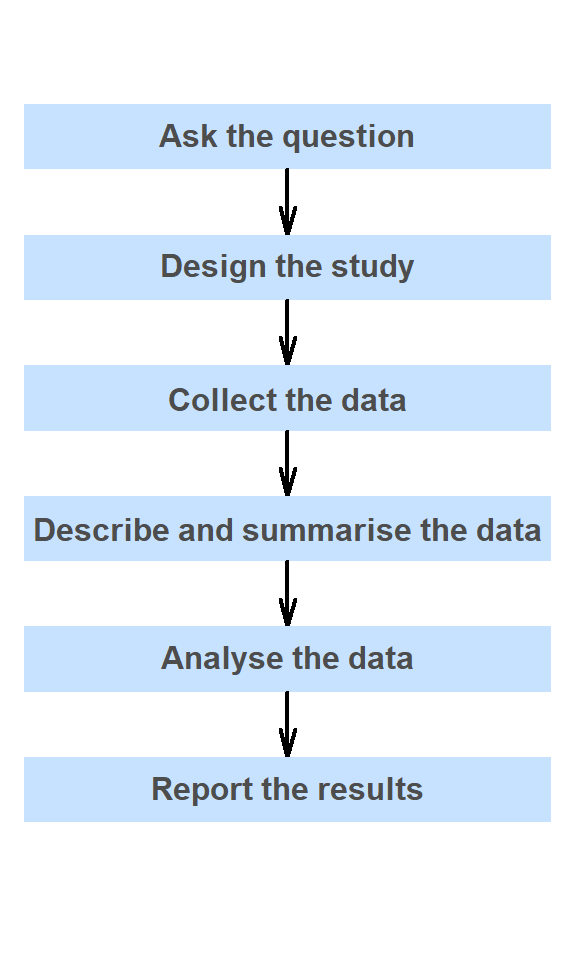 Ask the question
Design the study
Collect the data
Describe and summarise the data
Analyse the data
Report the results